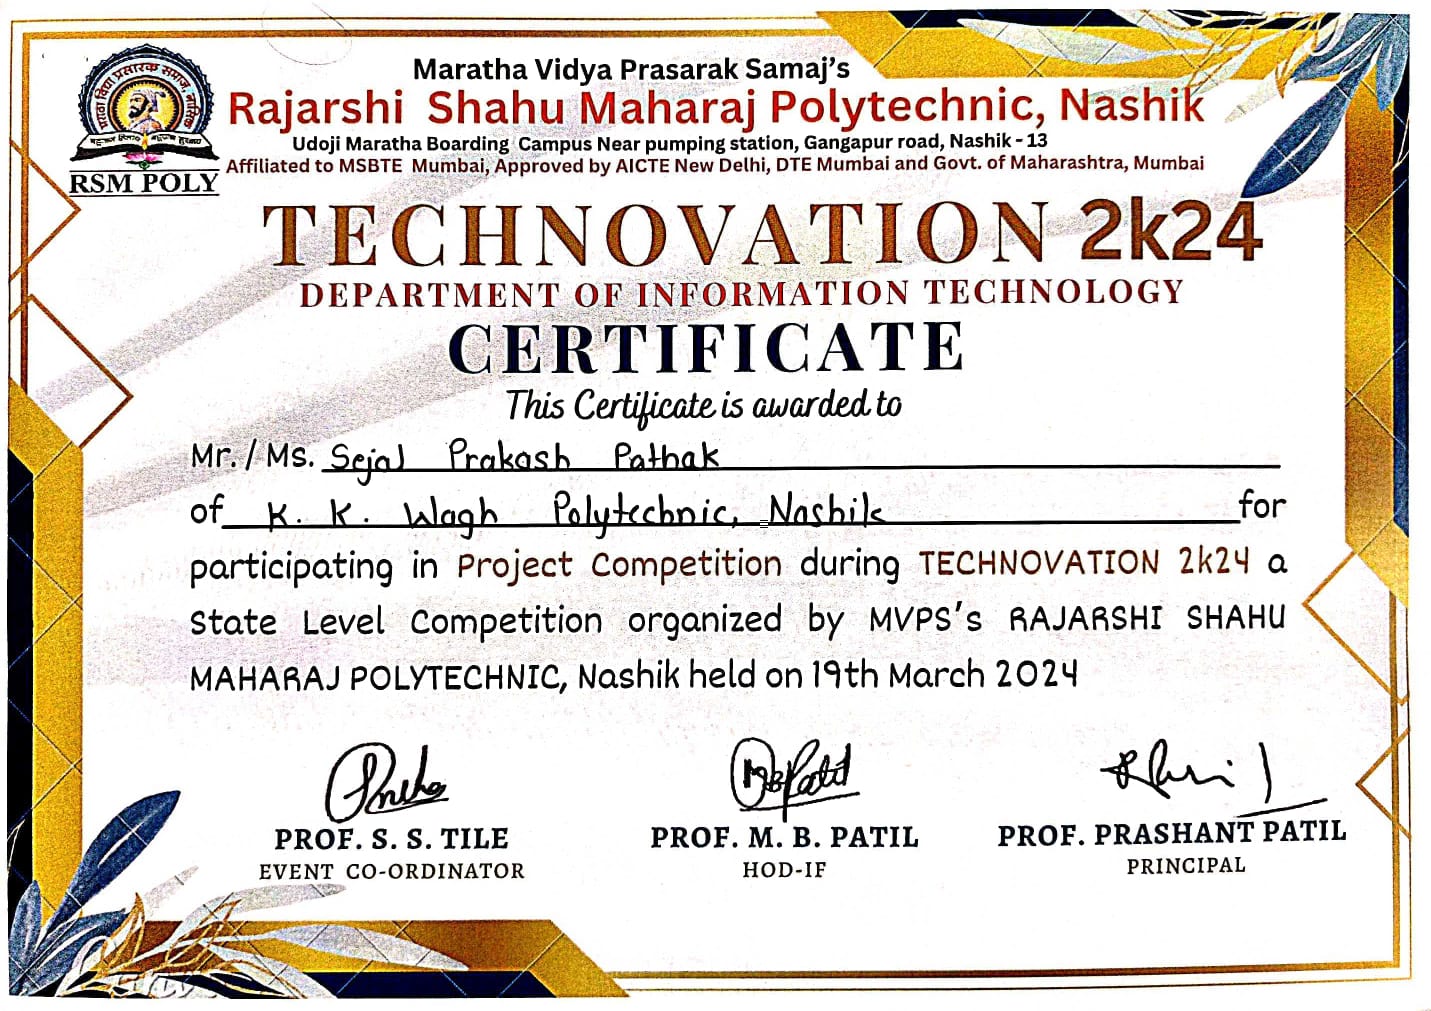 मराठा विद्या प्रसारक समाज, नाशिक
RSM POLY
Maratha Vidya Prasarak Samaj's
Rajarshi Shahu Maharaj Polytechnic, Nashik
Udoji Maratha Boarding Campus Near pumping station, Gangapur road, Nashik - 13
Affiliated to MSBTE Mumbai, Approved by AICTE New Delhi, DTE Mumbai and Govt. of Maharashtra, Mumbai
TECHNOVATION 2k24
DEPARTMENT OF INFORMATION TECHNOLOGY
CERTIFICATE
This Certificate is awarded to
Mr. / Ms. Sejal Prakash Pathak
of K. K. Wagh Polytechnic, Nashik for
participating in Project Competition during TECHNOVATION 2k24 a
State Level Competition organized by MVPS's RAJARSHI SHAHU
MAHARAJ POLYTECHNIC, Nashik held on 19th March 2024
PROF. S. S. TILE
EVENT CO-ORDINATOR
MBPatil
PROF. M. B. PATIL
HOD-IF
PROF. PRASHANT PATIL
PRINCIPAL